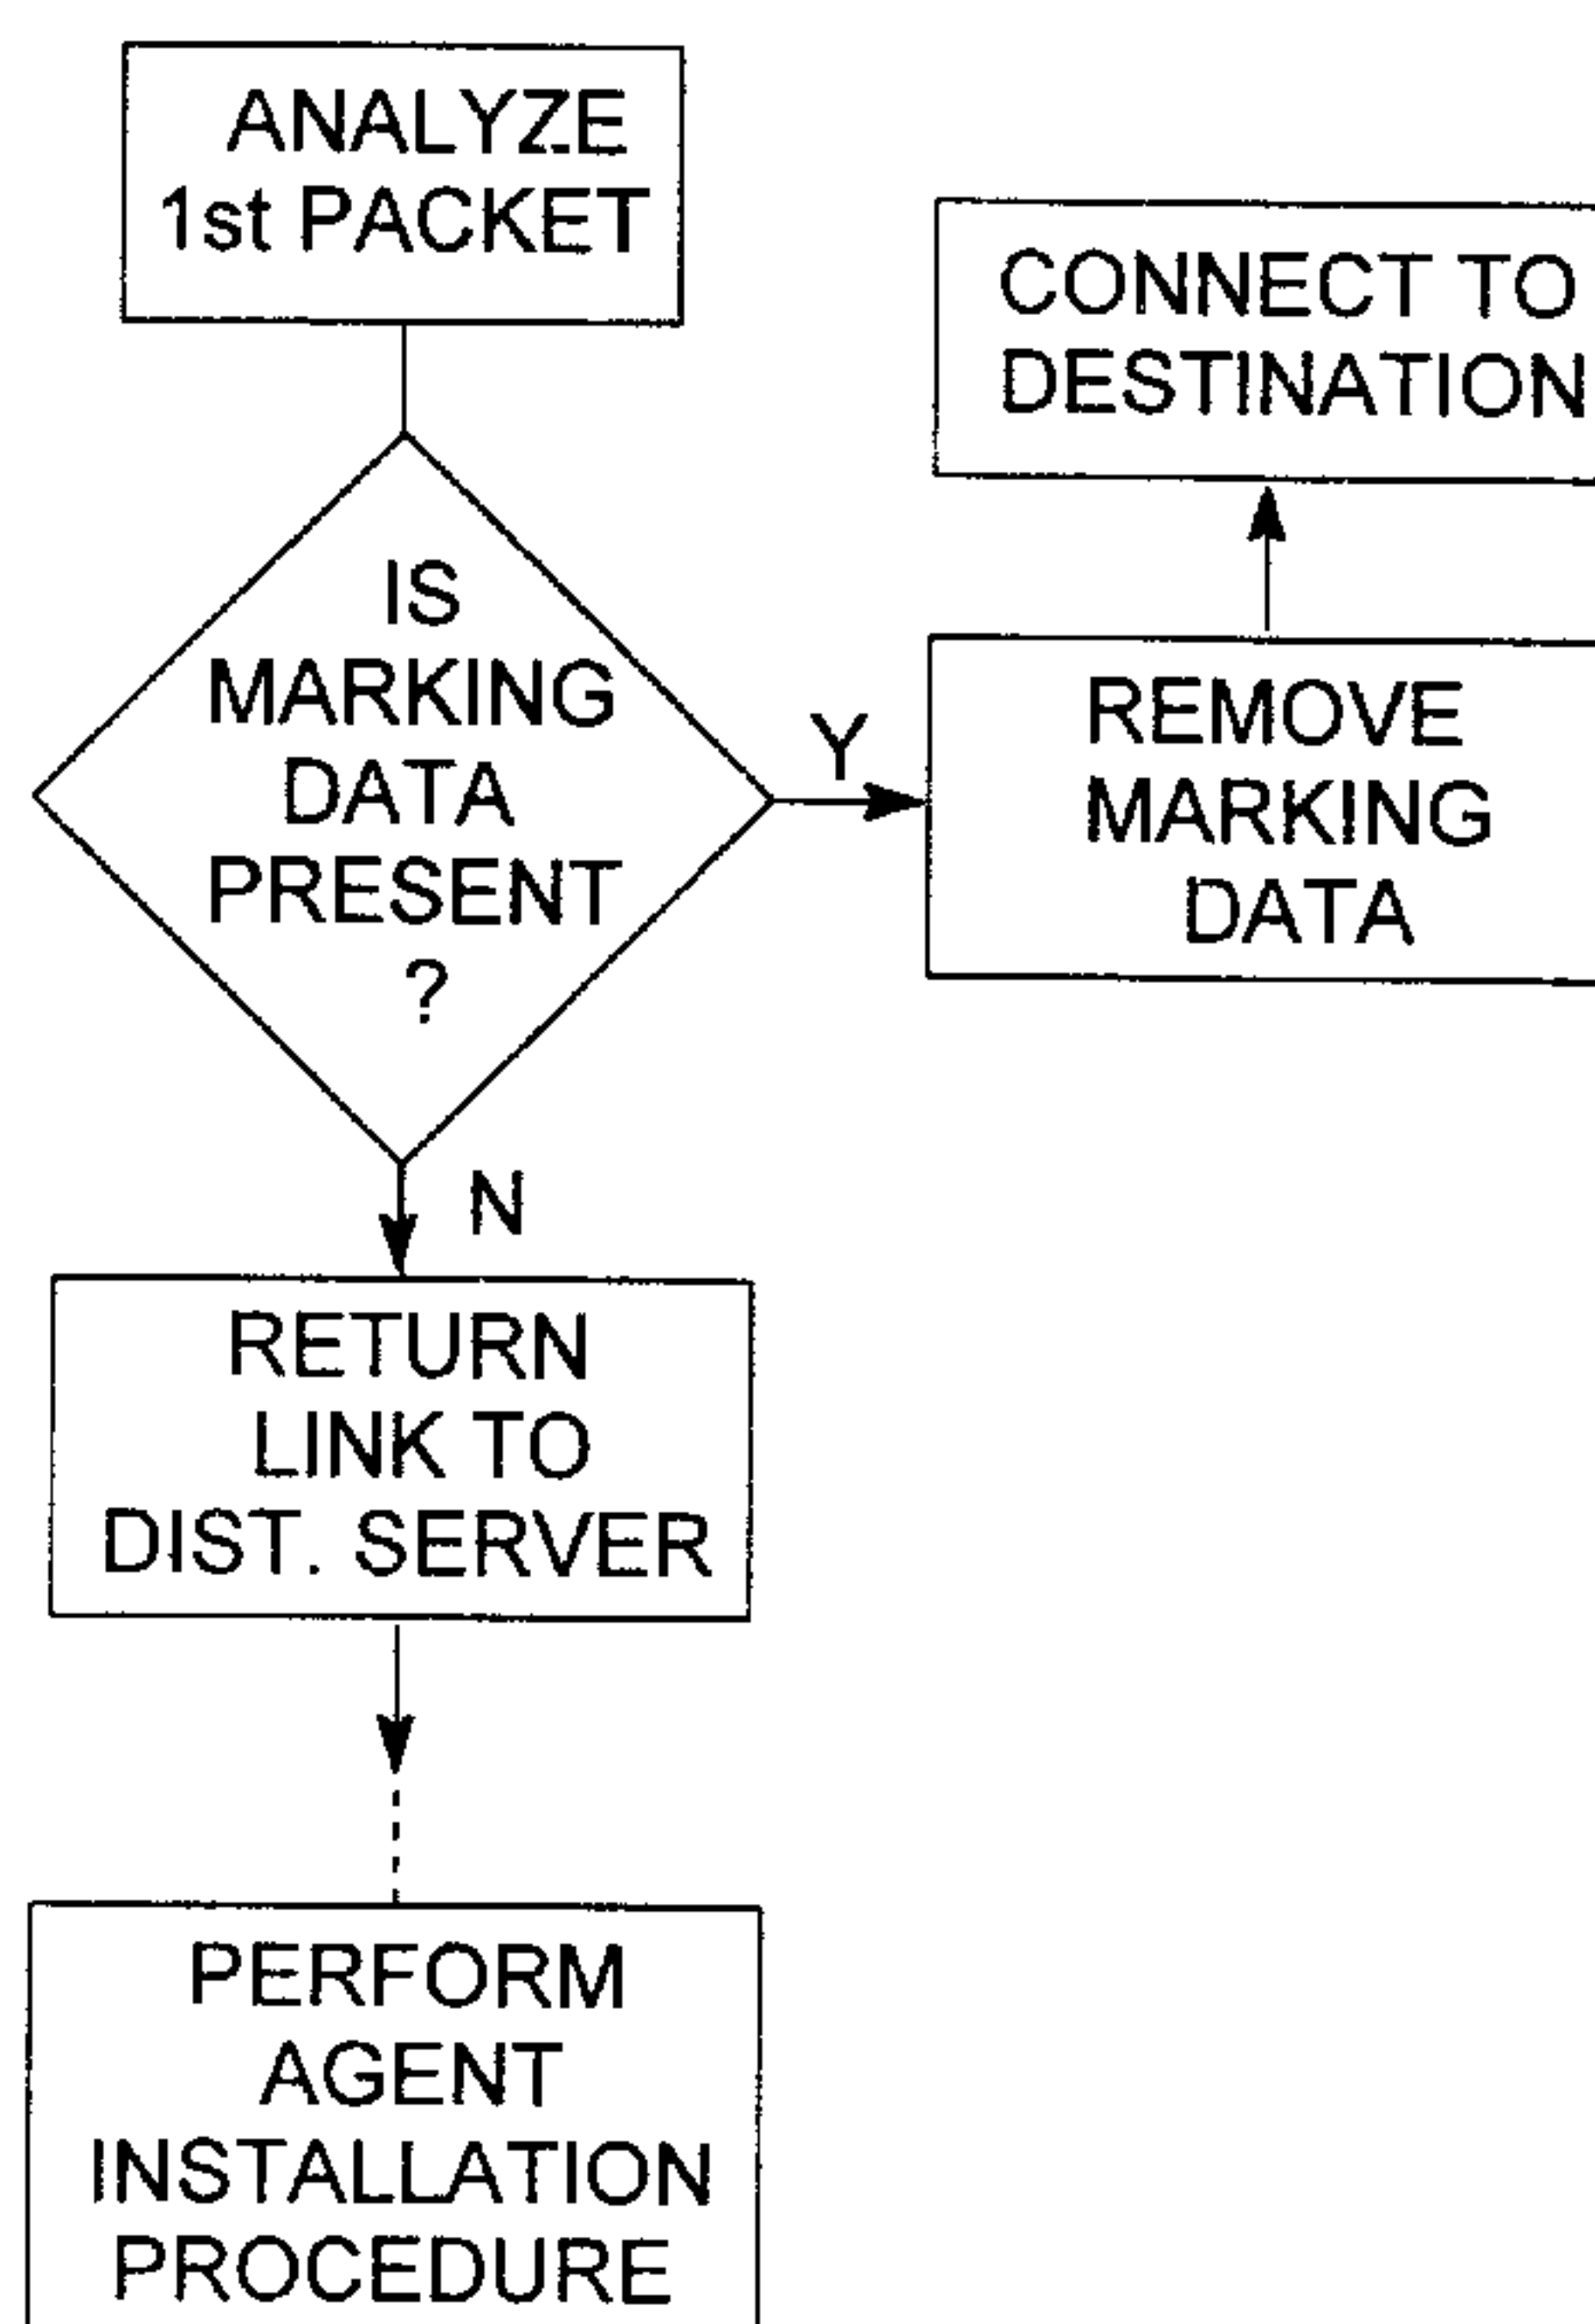 ANALYZE
1st PACKET
CONNECT TO
DESTINATION
IS
MARKING
DATA
PRESENT
?
Y
REMOVE
MARKING
DATA
N
RETURN
LINK TO
DIST. SERVER
PERFORM
AGENT
INSTALLATION
PROCEDURE